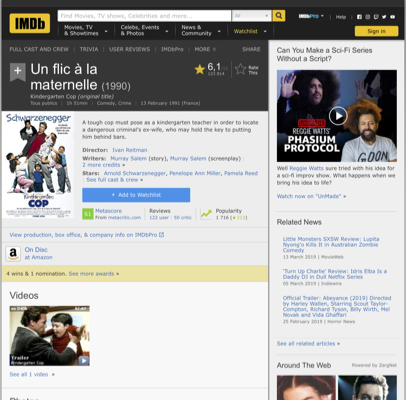 IMDb
Find Movies, TV shows, Celebrities and more...
All
IMDbPro
Help
Movies, TV
& Showtimes
Celebs, Events
& Photos
News &
Community
Watchlist
Sign in
FULL CAST AND CREW | TRIVIA | USER REVIEWS | IMDbPro | MORE
SHARE
Un flic à la
maternelle (1990)
Kindergarten Cop (original title)
Tous publics | 1h 51min | Comedy, Crime | 13 February 1991 (France)
6,1/10
Rate
This
Schwarzenegger
Kindergarten
COP
A tough cop must pose as a kindergarten teacher in order to locate
a dangerous criminal's ex-wife, who may hold the key to putting
him behind bars.
Director: Ivan Reitman
Writers: Murray Salem (story), Murray Salem (screenplay)
2 more credits »
Stars: Arnold Schwarzenegger, Penelope Ann Miller, Pamela Reed
| See full cast & crew »
+ Add to Watchlist
51
Metascore
From metacritic.com
Reviews
122 user | 50 critic
Popularity
1 716
View production, box office, & company info on IMDbPro
On Disc
at Amazon
4 wins & 1 nomination. See more awards »
Videos
Trailer
Kindergarten Cop
See all 1 video »
Photos
Can You Make a Sci-Fi Series
Without a Script?
REGGIE WATTS'
PHASIUM
PROTOCOL
Well Reggie Watts sure tried with his idea for
a sci-fi improv show. What happens when we
bring his idea to life?
Watch now on "UnMade" »
Related News
Little Monsters SXSW Review: Lupita
Nyong'o Kills It in Australian Zombie
Comedy
13 March 2019 | MovieWeb
'Turn Up Charlie' Review: Idris Elba Is a
Daddy DJ in Dull Netflix Series
05 March 2019 | Indiewire
Official Trailer: Abeyance (2019) Directed
by Harley Wallen, Starring Scout Taylor-
Compton, Richard Tyson, Billy Wirth, Mel
Novak and Vida Ghaffari
25 February 2019 | Horror News
See all related articles »
Around The Web
Powered by ZergNet